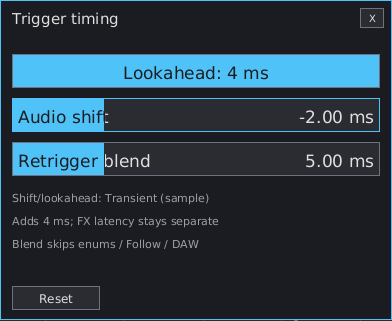 Trigger timing
X
Lookahead: 4 ms
Audio shift -2.00 ms
Retrigger blend 5.00 ms
Shift/lookahead: Transient (sample)
Adds 4 ms; FX latency stays separate
Blend skips enums / Follow / DAW
Reset